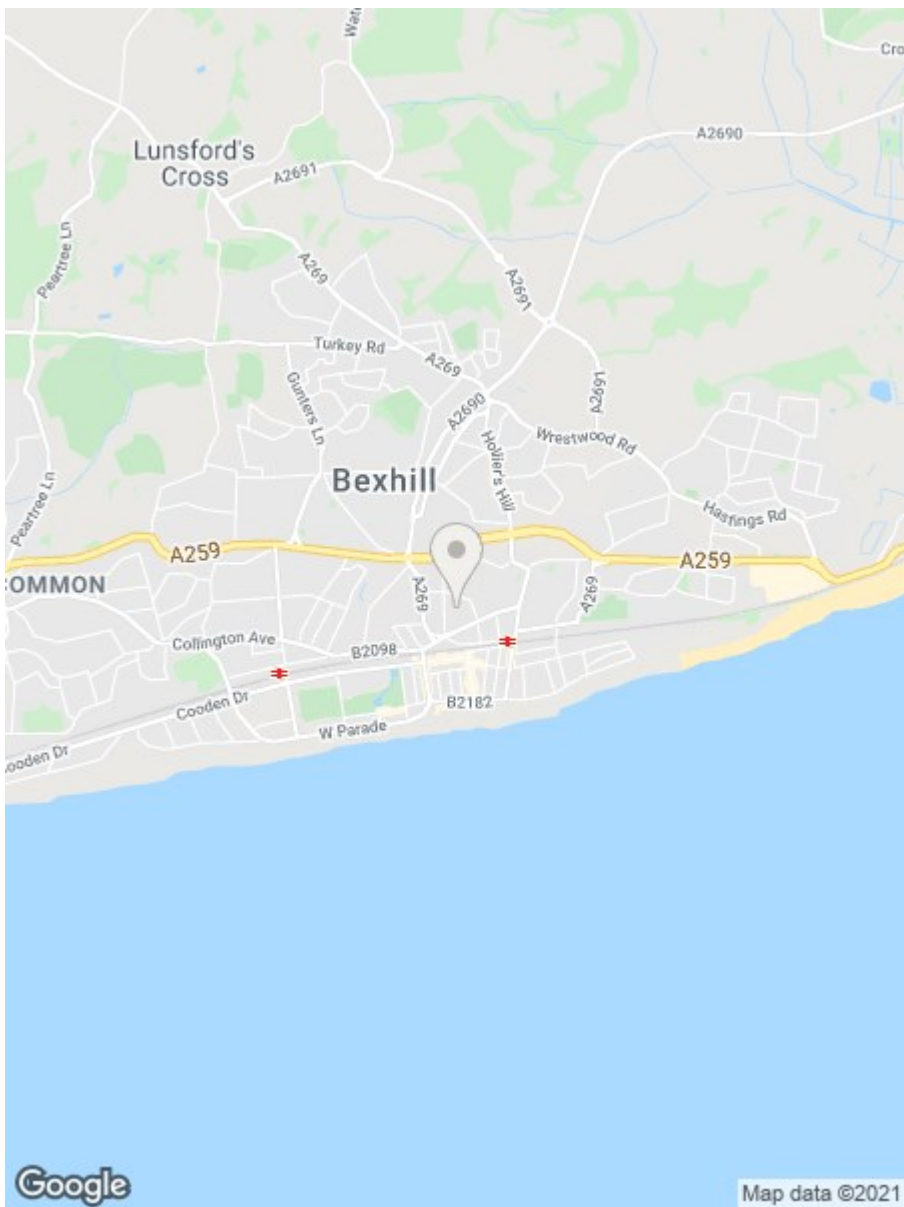 Wat
Cro
A2690
Lunsford's
Cross
A2691
Peartree Ln
A269
A2691
Turkey Rd
A269
A2691
Gunters Ln
A2690
Wrestwood Rd
Hollier's Hill
Bexhill
Peartree Ln
Hastings Rd
A259
A259
COMMON
A269
A269
Collington Ave
B2098
Cooden Dr
B2182
W Parade
Cooden Dr
Google
Map data ©2021